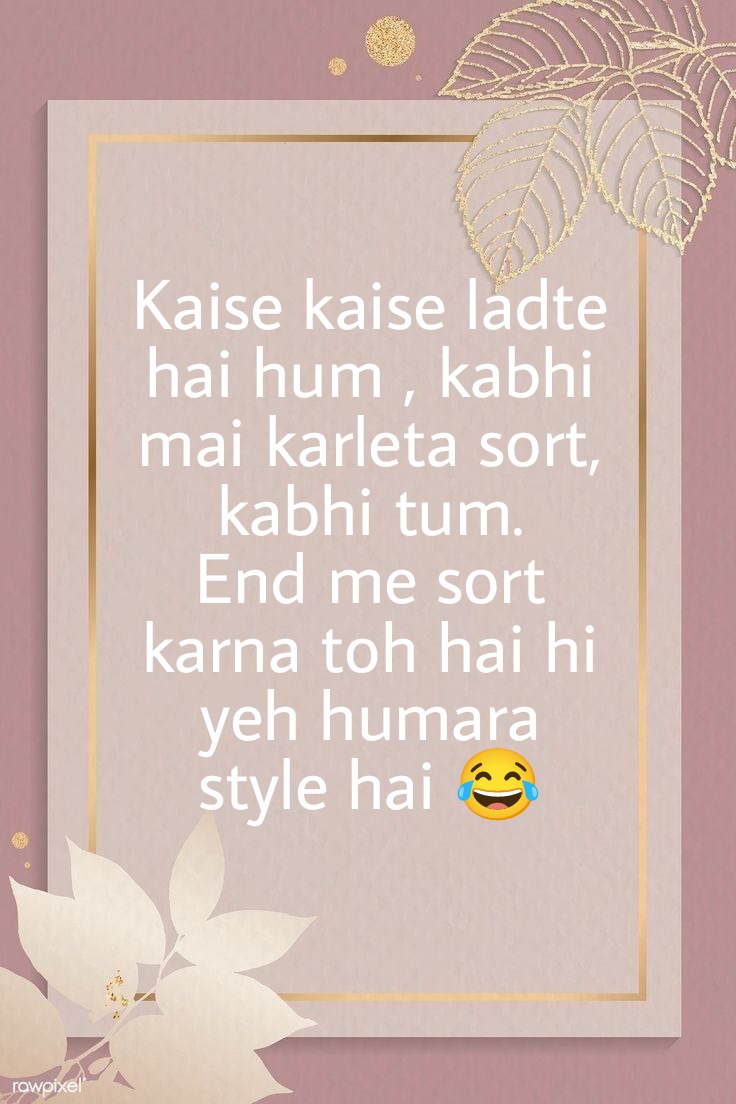 Kaise kaise ladte
hai hum , kabhi
mai karleta sort,
kabhi tum.
End me sort
karna toh hai hi
yeh humara
style hai 😂
rawpixel